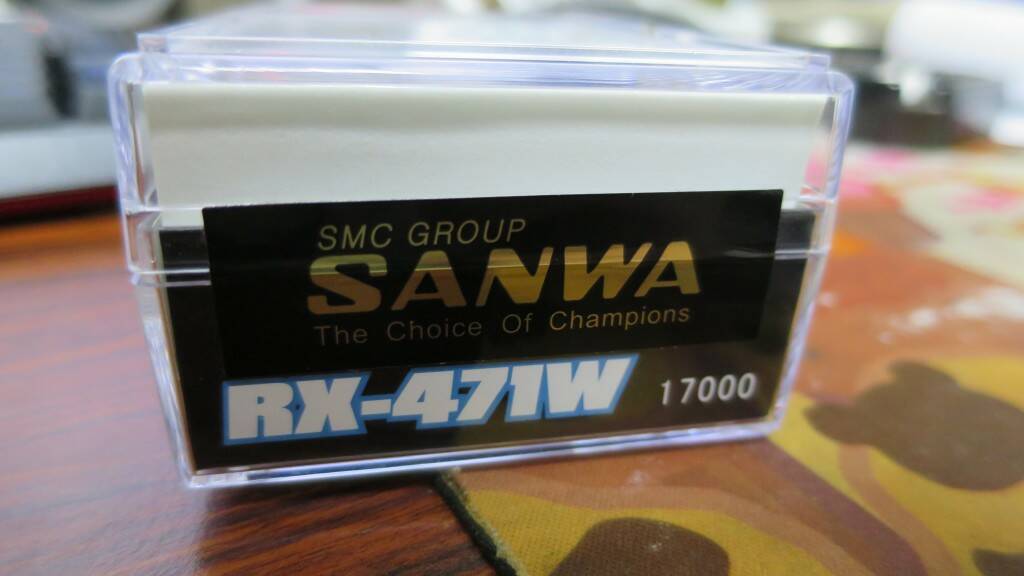 SMC GROUP
SANWA
The Choice Of Champions
RX-471W 17000